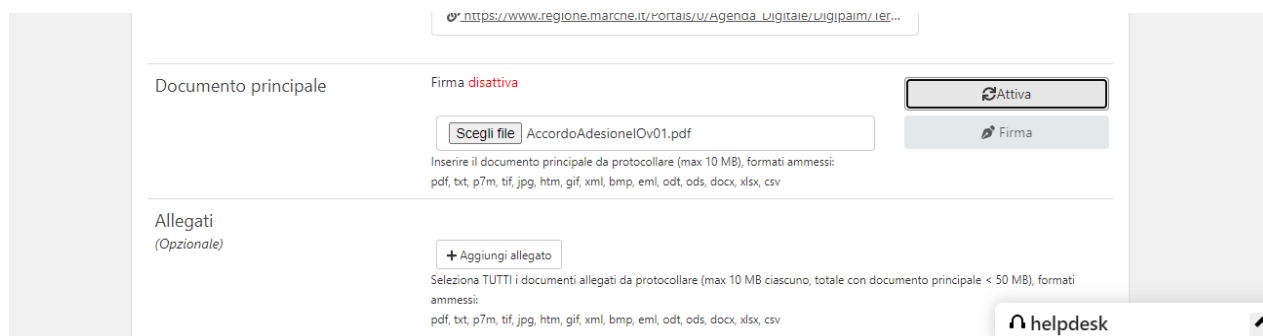 https://www.regione.marche.it/Portals/0/Agenda_Digitale/Digipalm/Ter...
Documento principale
Firma disattiva
Attiva
Scegli file AccordoAdesioneIOv01.pdf
Firma
Inserire il documento principale da protocollare (max 10 MB), formati ammessi:
pdf, txt, p7m, tif, jpg, htm, gif, xml, bmp, eml, odt, ods, docx, xlsx, csv
Allegati
(Opzionale)
+ Aggiungi allegato
Seleziona TUTTI i documenti allegati da protocollare (max 10 MB ciascuno, totale con documento principale < 50 MB), formati
ammessi:
pdf, txt, p7m, tif, jpg, htm, gif, xml, bmp, eml, odt, ods, docx, xlsx, csv
helpdesk